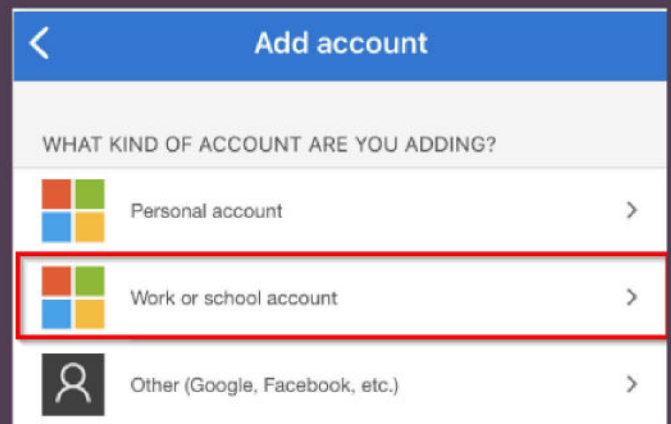 Add account
WHAT KIND OF ACCOUNT ARE YOU ADDING?
Personal account
Work or school account
Other (Google, Facebook, etc.)